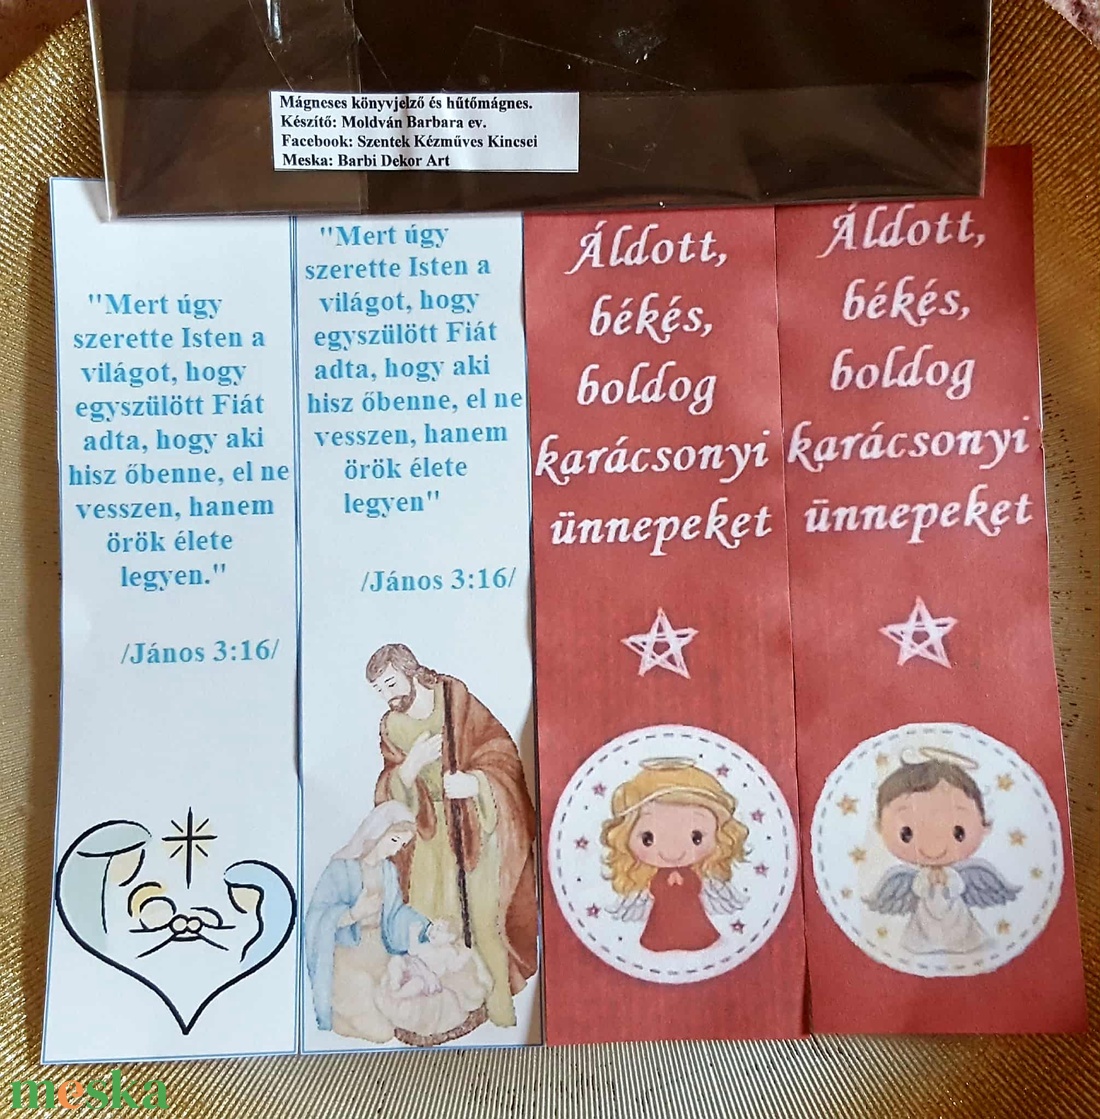 Mágneses könyvjelző és hűtőmágnes.
Készítő: Moldván Barbara ev.
Facebook: Szentek Kézműves Kincsei
Meska: Barbi Dekor Art
"Mert úgy
szerette Isten a
világot, hogy
egyszülött Fiát
adta, hogy aki
hisz őbenne, el ne
vesszen, hanem
örök élete
legyen."
/János 3:16/
"Mert úgy
szerette Isten a
világot, hogy
egyszülött Fiát
adta, hogy aki
hisz őbenne, el ne
vesszen, hanem
örök élete
legyen"
/János 3:16/
Áldott,
békés,
boldog
karácsonyi
ünnepeket
Áldott,
békés,
boldog
karácsonyi
ünnepeket
meska